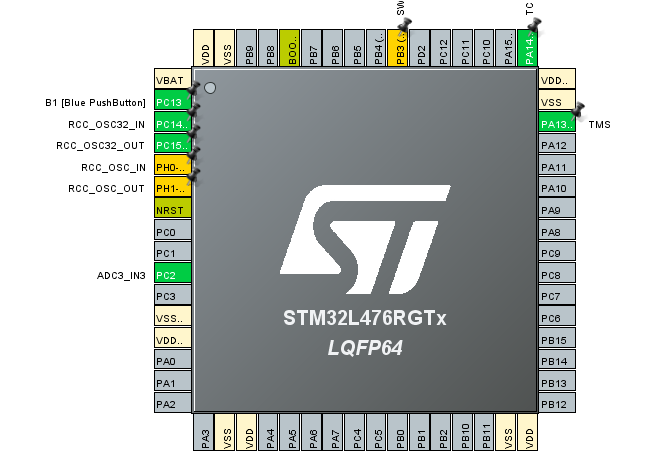 SW
TC
VDD
VSS
PB9
PB8
BOO..
PB7
PB6
PB5
PB4 (..
PB3 (..
PD2
PC12
PC11
PC10
PA15..
PA14..
VBAT
B1 [Blue PushButton] PC13
RCC_OSC32_IN PC14..
RCC_OSC32_OUT PC15..
RCC_OSC_IN PH0-..
RCC_OSC_OUT PH1-..
NRST
PC0
PC1
ADC3_IN3 PC2
PC3
VSS..
VDD..
PA0
PA1
PA2
ST
STM32L476RGTx
LQFP64
VDD..
VSS
PA13.. TMS
PA12
PA11
PA10
PA9
PA8
PC9
PC8
PC7
PC6
PB15
PB14
PB13
PB12
PA3
VSS
VDD
PA4
PA5
PA6
PA7
PC4
PC5
PB0
PB1
PB2
PB10
PB11
VSS
VDD